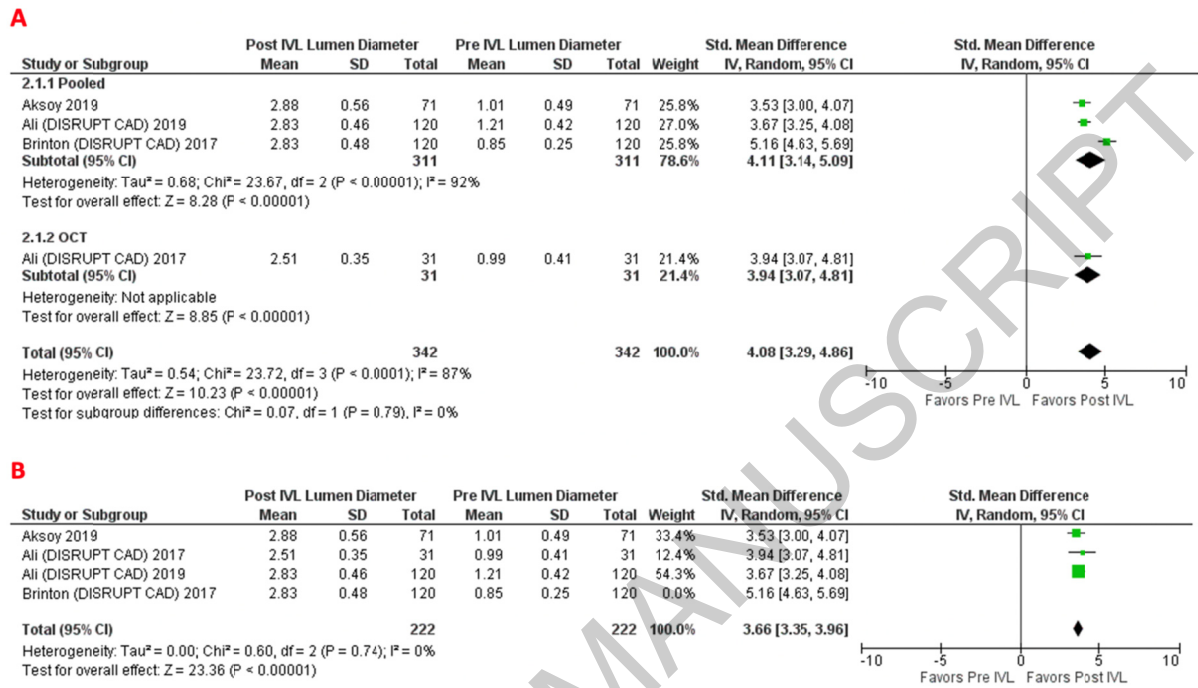 A
Post IVL Lumen Diameter Pre IVL Lumen Diameter Std. Mean Difference Std. Mean Difference
Study or Subgroup Mean SD Total Mean SD Total Weight IV, Random, 95% CI IV, Random, 95% CI
2.1.1 Pooled
Aksoy 2019 2.88 0.56 71 1.01 0.49 71 25.8% 3.53 [3.00, 4.07]
Ali (DISRUPT CAD) 2019 2.83 0.46 120 1.21 0.42 120 27.0% 3.67 [3.25, 4.08]
Brinton (DISRUPT CAD) 2017 2.83 0.48 120 0.85 0.25 120 25.8% 5.16 [4.63, 5.69]
Subtotal (95% CI) 311 311 78.6% 4.11 [3.14, 5.09]
Heterogeneity: Tau² = 0.68; Chi² = 23.67, df = 2 (P < 0.00001); I² = 92%
Test for overall effect: Z = 8.28 (P < 0.00001)
2.1.2 OCT
Ali (DISRUPT CAD) 2017 2.51 0.35 31 0.99 0.41 31 21.4% 3.94 [3.07, 4.81]
Subtotal (95% CI) 31 31 21.4% 3.94 [3.07, 4.81]
Heterogeneity: Not applicable
Test for overall effect: Z = 8.85 (P < 0.00001)
Total (95% CI) 342 342 100.0% 4.08 [3.29, 4.86]
Heterogeneity: Tau² = 0.54; Chi² = 23.72, df = 3 (P < 0.0001); I² = 87%
Test for overall effect: Z = 10.23 (P < 0.00001)
Test for subgroup differences: Chi² = 0.07, df = 1 (P = 0.79), I² = 0%
-10 -5 0 5 10
Favors Pre IVL Favors Post IVL
B
Post IVL Lumen Diameter Pre IVL Lumen Diameter Std. Mean Difference Std. Mean Difference
Study or Subgroup Mean SD Total Mean SD Total Weight IV, Random, 95% CI IV, Random, 95% CI
Aksoy 2019 2.88 0.56 71 1.01 0.49 71 33.4% 3.53 [3.00, 4.07]
Ali (DISRUPT CAD) 2017 2.51 0.35 31 0.99 0.41 31 12.4% 3.94 [3.07, 4.81]
Ali (DISRUPT CAD) 2019 2.83 0.46 120 1.21 0.42 120 54.3% 3.67 [3.25, 4.08]
Brinton (DISRUPT CAD) 2017 2.83 0.48 120 0.85 0.25 120 0.0% 5.16 [4.63, 5.69]
Total (95% CI) 222 222 100.0% 3.66 [3.35, 3.96]
Heterogeneity: Tau² = 0.00; Chi² = 0.60, df = 2 (P = 0.74); I² = 0%
Test for overall effect: Z = 23.36 (P < 0.00001)
-10 -5 0 5 10
Favors Pre IVL Favors Post IVL
MANUSCRIPT